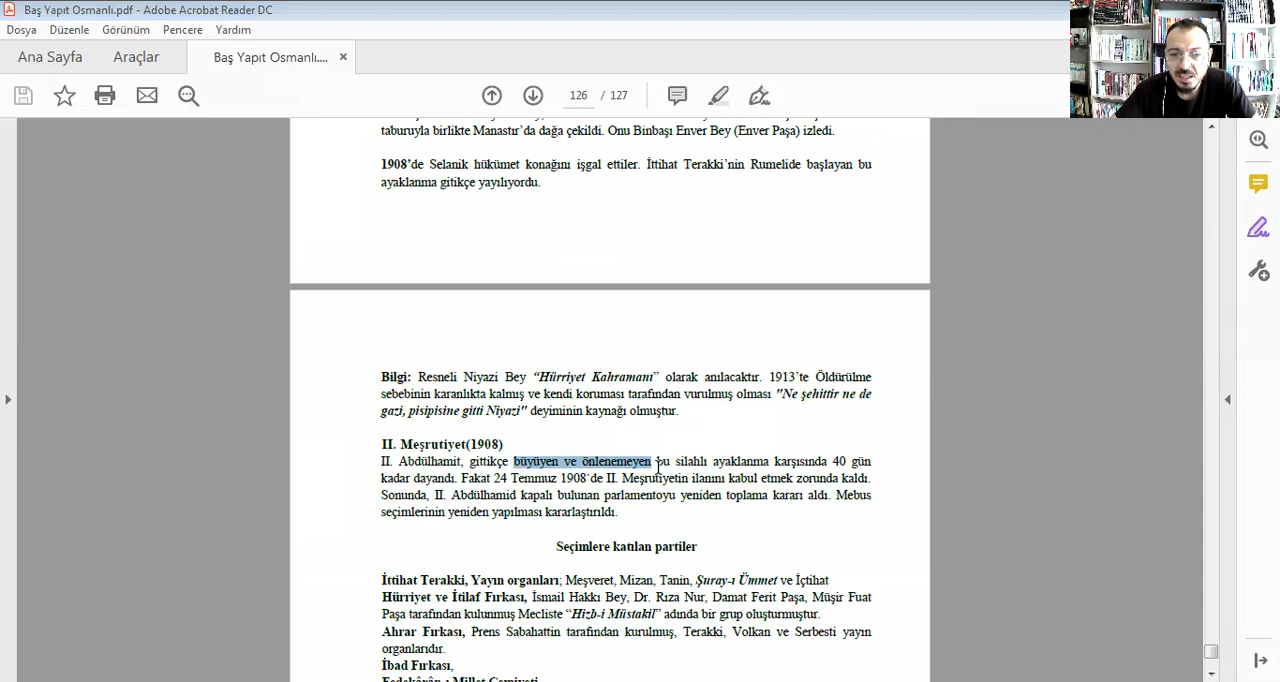 Baş Yapıt Osmanlı.pdf - Adobe Acrobat Reader DC
Dosya Düzenle Görünüm Pencere Yardım
Ana Sayfa Araçlar Baş Yapıt Osmanlı.... ×
126 / 127
taburuyla birlikte Manastır’da dağa çekildi. Onu Binbaşı Enver Bey (Enver Paşa) izledi.
1908’de Selanik hükümet konağını işgal ettiler. İttihat Terakki’nin Rumelide başlayan bu
ayaklanma gitikçe yayılıyordu.
Bilgi: Resneli Niyazi Bey “Hürriyet Kahramanı” olarak anılacaktır. 1913’te Öldürülme
sebebinin karanlıkta kalmış ve kendi koruması tarafından vurulmuş olması "Ne şehittir ne de
gazi, pisipisine gitti Niyazi" deyiminin kaynağı olmuştur.
II. Meşrutiyet(1908)
II. Abdülhamit, gittikçe büyüyen ve önlenemeyen bu silahlı ayaklanma karşısında 40 gün
kadar dayandı. Fakat 24 Temmuz 1908`de II. Meşrutiyetin ilanını kabul etmek zorunda kaldı.
Sonunda, II. Abdülhamid kapalı bulunan parlamentoyu yeniden toplama kararı aldı. Mebus
seçimlerinin yeniden yapılması kararlaştırıldı.
Seçimlere katılan partiler
İttihat Terakki, Yayın organları; Meşveret, Mizan, Tanin, Şuray-ı Ümmet ve İçtihat
Hürriyet ve İtilaf Fırkası, İsmail Hakkı Bey, Dr. Rıza Nur, Damat Ferit Paşa, Müşir Fuat
Paşa tarafından kulunmuş Mecliste “Hizb-i Müstakil” adında bir grup oluşturmuştur.
Ahrar Fırkası, Prens Sabahattin tarafından kurulmuş, Terakki, Volkan ve Serbesti yayın
organlarıdır.
İbad Fırkası,
Fedekârân-ı Millet Cemiyeti